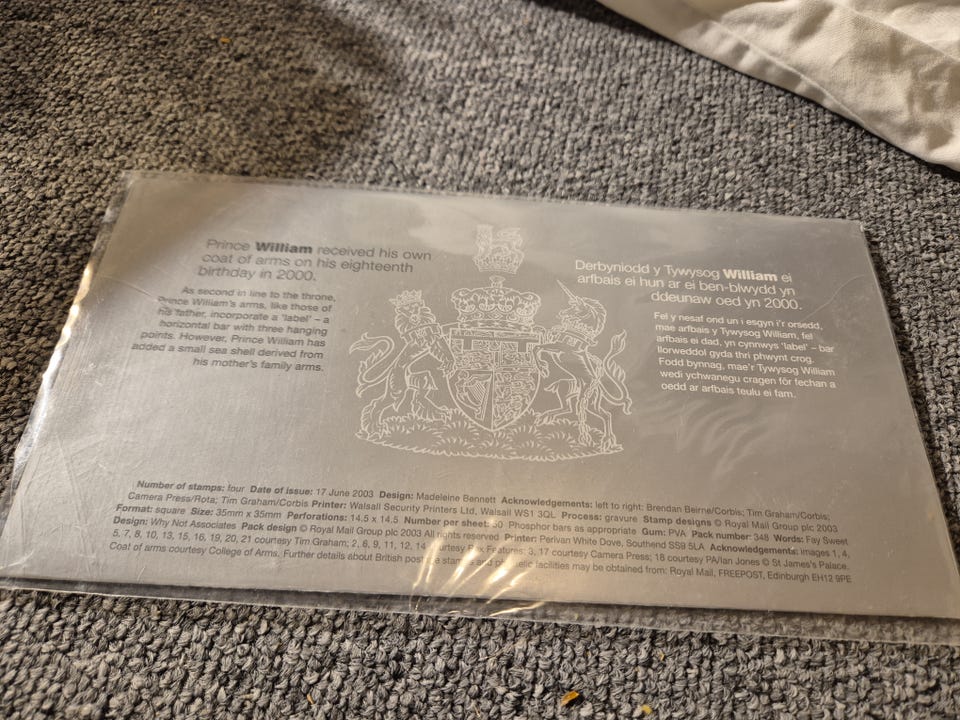 Prince William received his own
coat of arms on his eighteenth
birthday in 2000.
As second in line to the throne,
Prince William's arms, like those of
his father, incorporate a 'label' – a
horizontal bar with three hanging
points. However, Prince William has
added a small sea shell derived from
his mother's family arms.
Derbyniodd y Tywysog William ei
arfbais ei hun ar ei ben-blwydd yn
ddeunaw oed yn 2000.
Fel y nesaf ond un i esgyn i'r orsedd,
mae arfbais y Tywysog William, fel
arfbais ei dad, yn cynnwys 'label' – bar
llorweddol gyda thri phwynt crog.
Fodd bynnag, mae'r Tywysog William
wedi ychwanegu cragen fôr fechan a
oedd ar arfbais teulu ei fam.
Number of stamps: four Date of issue: 17 June 2003 Design: Madeleine Bennett Acknowledgements: left to right: Brendan Beirne/Corbis; Tim Graham/Corbis;
Camera Press/Rota; Tim Graham/Corbis Printer: Walsall Security Printers Ltd, Walsall WS1 3QL Process: gravure Stamp designs © Royal Mail Group plc 2003
Format: square Size: 35mm x 35mm Perforations: 14.5 x 14.5 Number per sheet: 50 Phosphor bars as appropriate Gum: PVA Pack number: 348 Words: Fay Sweet
Design: Why Not Associates Pack design © Royal Mail Group plc 2003 All rights reserved Printer: Perivan White Dove, Southend SS9 5LA Acknowledgements: images 1, 4,
5, 7, 8, 10, 13, 15, 16, 19, 20, 21 courtesy Tim Graham; 2, 6, 9, 11, 12, 14 courtesy Rex Features; 3, 17 courtesy Camera Press; 18 courtesy PA/Ian Jones © St James's Palace.
Coat of arms courtesy College of Arms. Further details about British postage stamps and philatelic facilities may be obtained from: Royal Mail, FREEPOST, Edinburgh EH12 9PE